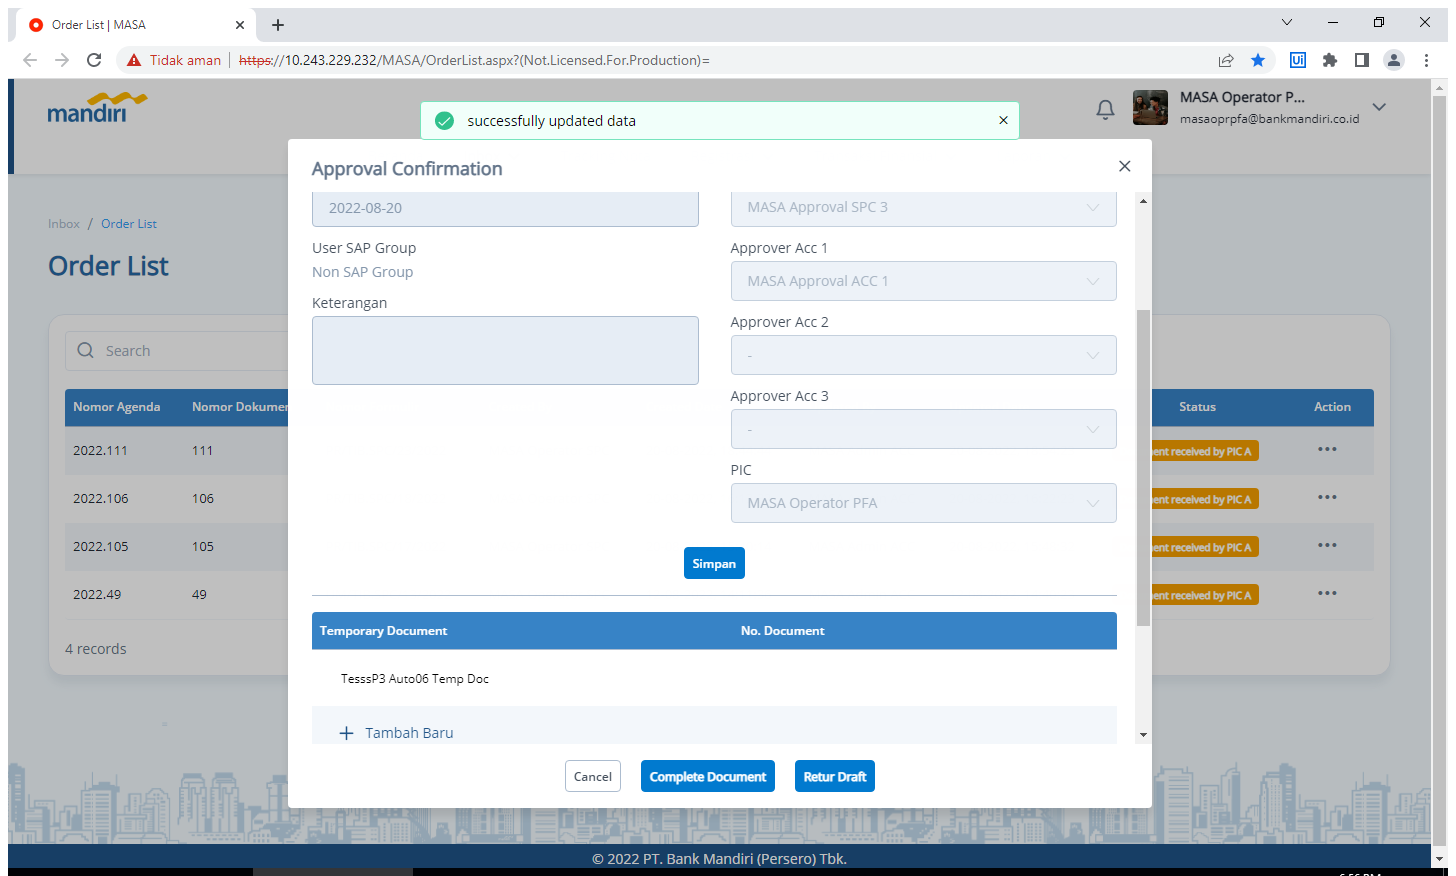 Order List | MASA
Tidak aman
https://10.243.229.232/MASA/OrderList.aspx?(Not.Licensed.For.Production)=
mandiri
successfully updated data
MASA Operator P...
masaoprpfa@bankmandiri.co.id
Approval Confirmation
2022-08-20
MASA Approval SPC 3
User SAP Group
Non SAP Group
Approver Acc 1
MASA Approval ACC 1
Keterangan
Approver Acc 2
-
Approver Acc 3
-
PIC
MASA Operator PFA
Simpan
Temporary Document No. Document
TesssP3 Auto06 Temp Doc
Tambah Baru
Cancel Complete Document Retur Draft
Inbox / Order List
Order List
Search
Nomor Agenda Nomor Dokumen Status Action
2022.111 111 ent received by PIC A
2022.106 106 ent received by PIC A
2022.105 105 ent received by PIC A
2022.49 49 ent received by PIC A
4 records
© 2022 PT. Bank Mandiri (Persero) Tbk.